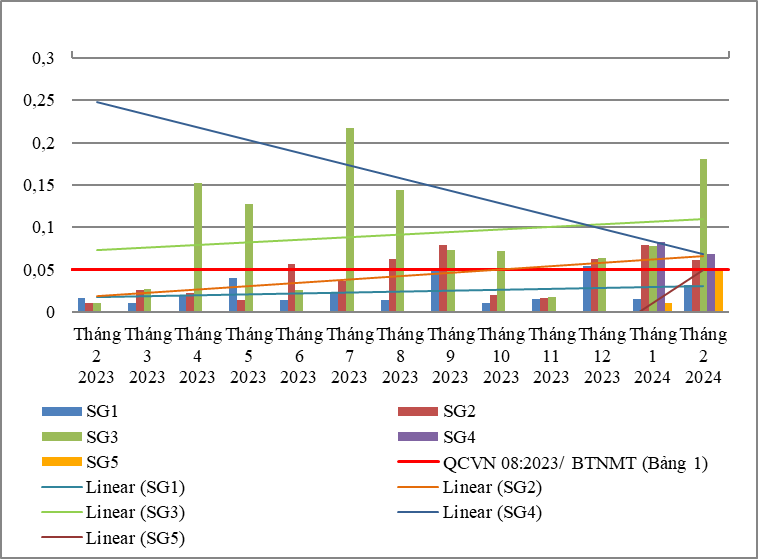 0,3
0,25
0,2
0,15
0,1
0,05
0
Tháng Tháng Tháng Tháng Tháng Tháng Tháng Tháng Tháng Tháng Tháng Tháng Tháng
2 3 4 5 6 7 8 9 10 11 12 1 2
2023 2023 2023 2023 2023 2023 2023 2023 2023 2023 2023 2024 2024
SG1 SG2
SG3 SG4
SG5 QCVN 08:2023/ BTNMT (Bảng 1)
Linear (SG1) Linear (SG2)
Linear (SG3) Linear (SG4)
Linear (SG5)